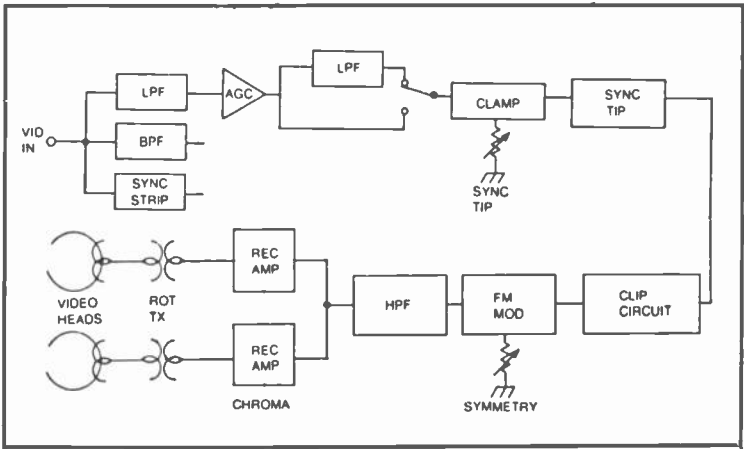 LPF
AGC
LPF
CLAMP
SYNC
TIP
VID
IN
BPF
SYNC
STRIP
SYNC
TIP
VIDEO
HEADS
ROT
TX
REC
AMP
HPF
FM
MOD
CLIP
CIRCUIT
REC
AMP
CHROMA
SYMMETRY